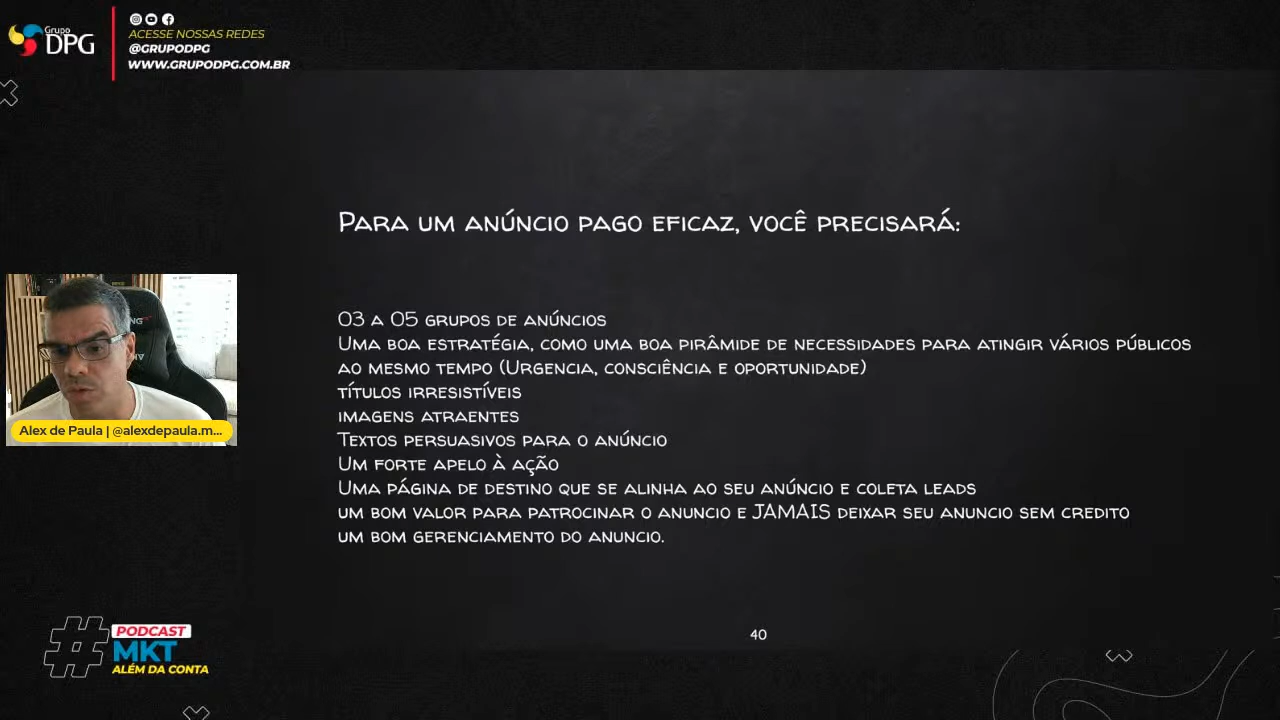 Grupo
DPG
ACESSE NOSSAS REDES
@GRUPODPG
WWW.GRUPODPG.COM.BR
Para um anúncio pago eficaz, você precisará:
03 a 05 grupos de anúncios
Uma boa estratégia, como uma boa pirâmide de necessidades para atingir vários públicos
ao mesmo tempo (Urgencia, consciência e oportunidade)
títulos irresistíveis
imagens atraentes
Textos persuasivos para o anúncio
Um forte apelo à ação
Uma página de destino que se alinha ao seu anúncio e coleta leads
um bom valor para patrocinar o anuncio e JAMAIS deixar seu anuncio sem credito
um bom gerenciamento do anuncio.
Alex de Paula | @alexdepaula.m...
40
# PODCAST
MKT
ALÉM DA CONTA